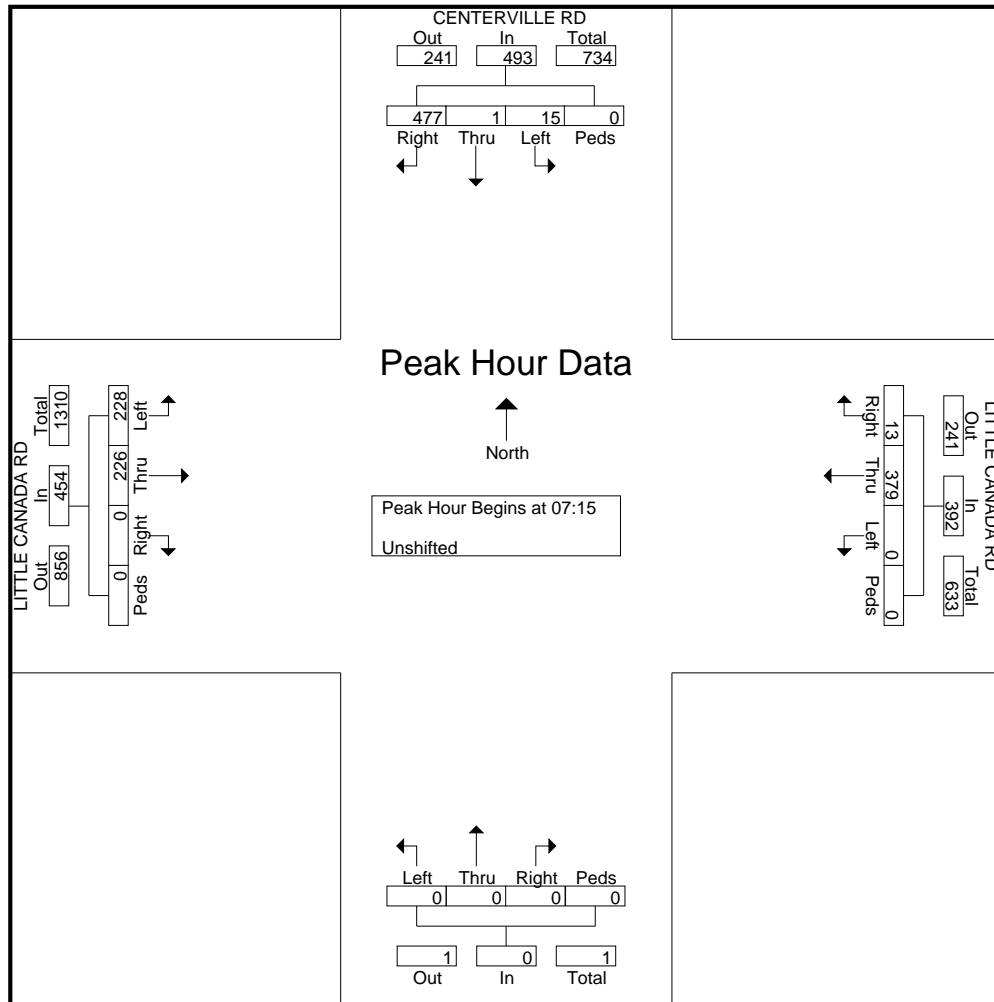 CENTERVILLE RD
Out In Total
241 493 734
477 1 15 0
Right Thru Left Peds
Peak Hour Data
North
Peak Hour Begins at 07:15
Unshifted
LITTLE CANADA RD
Out In Total
856 454 1310
Left Thru Right Peds
228 226 0 0
LITTLE CANADA RD
Out In Total
241 392 633
Right Thru Left Peds
13 379 0 0
Left Thru Right Peds
0 0 0 0
1 0 1
Out In Total